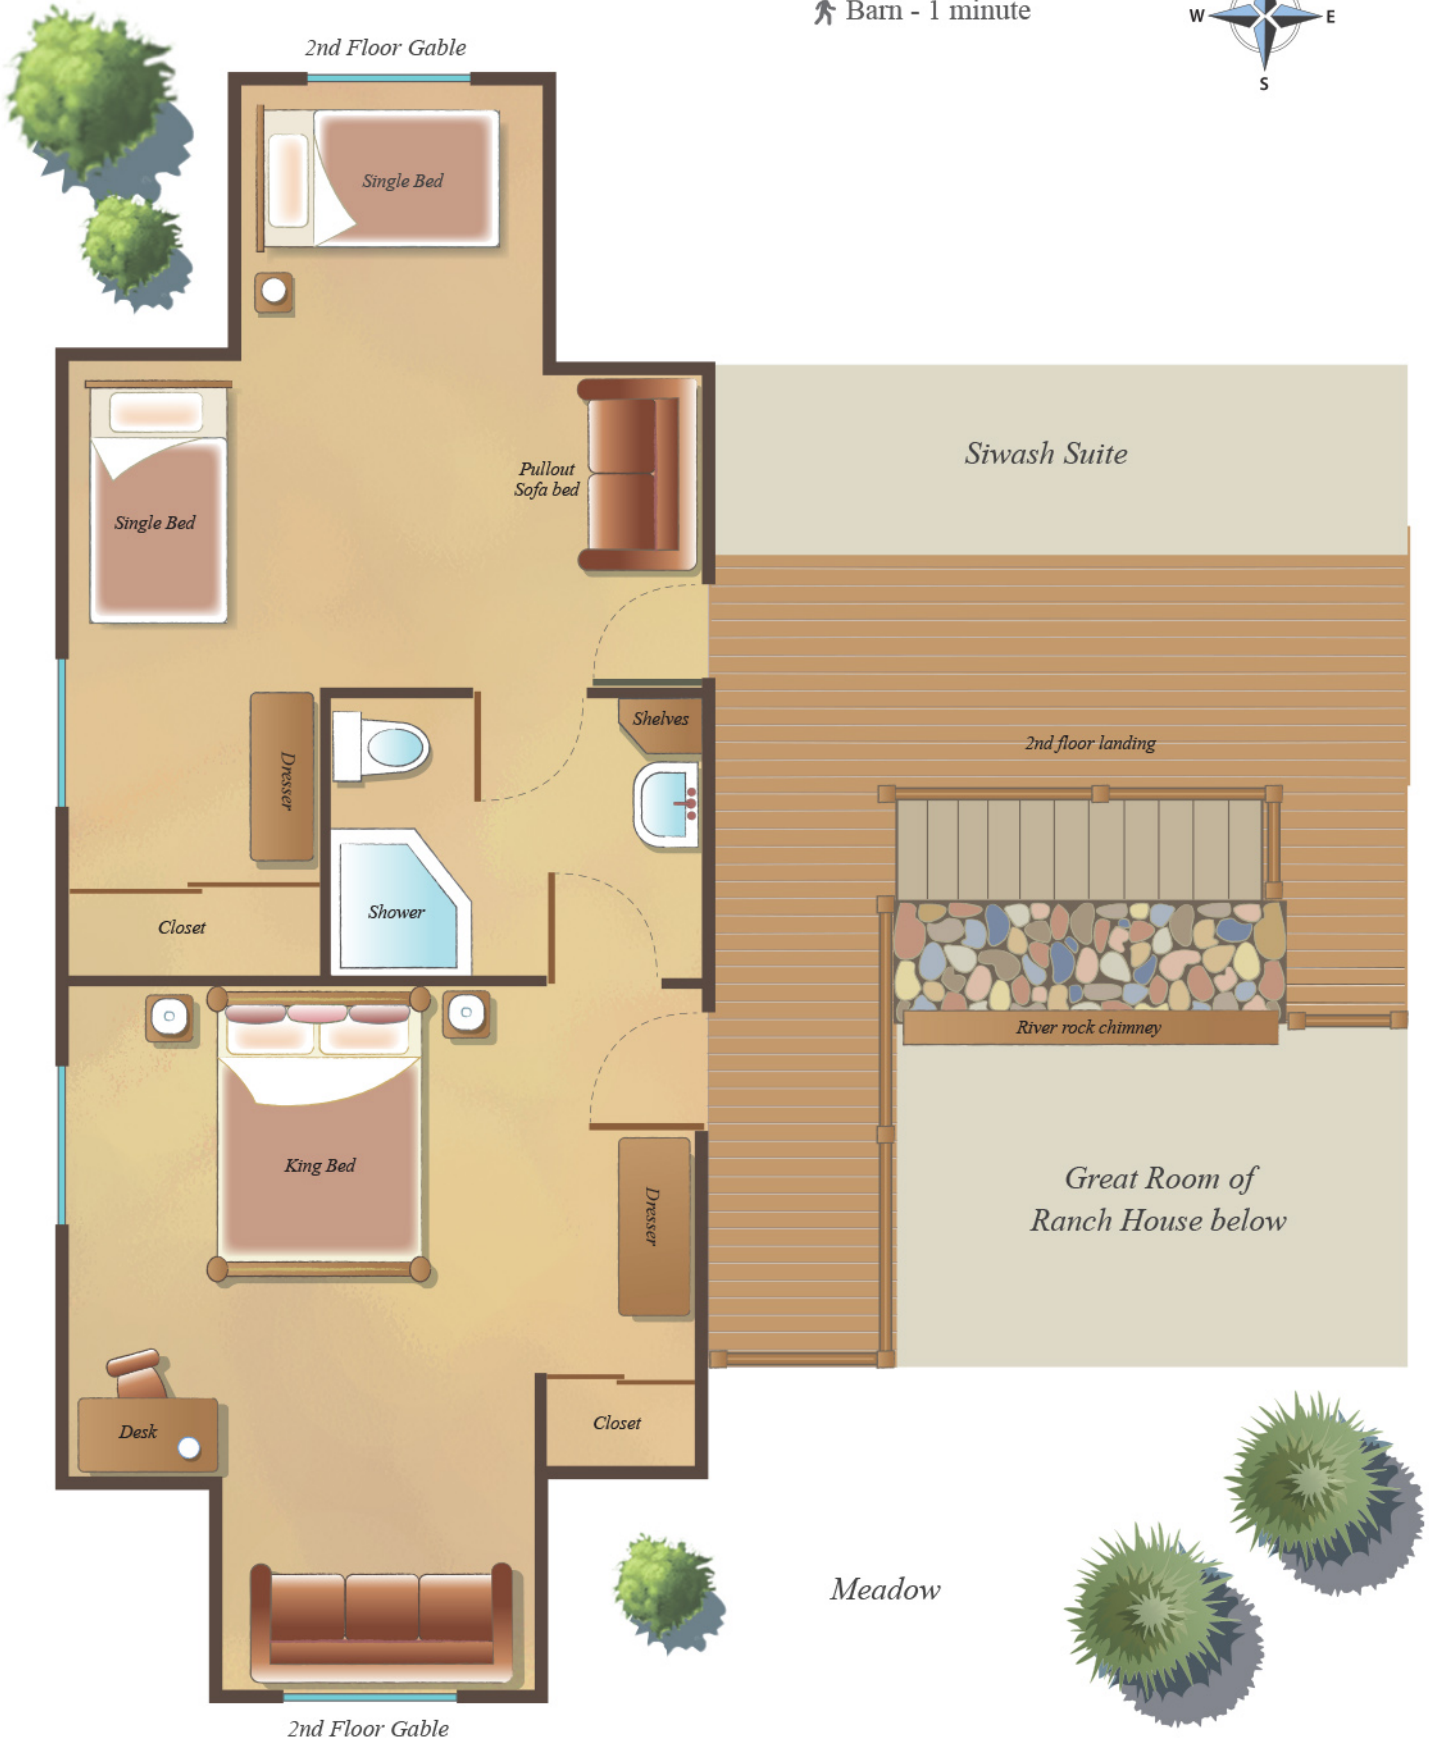 Barn - 1 minute
W
E
S
2nd Floor Gable
Single Bed
Siwash Suite
Pullout
Sofa bed
Single Bed
Shelves
2nd floor landing
Dresser
Shower
Closet
River rock chimney
King Bed
Great Room of
Ranch House below
Dresser
Closet
Desk
Meadow
2nd Floor Gable